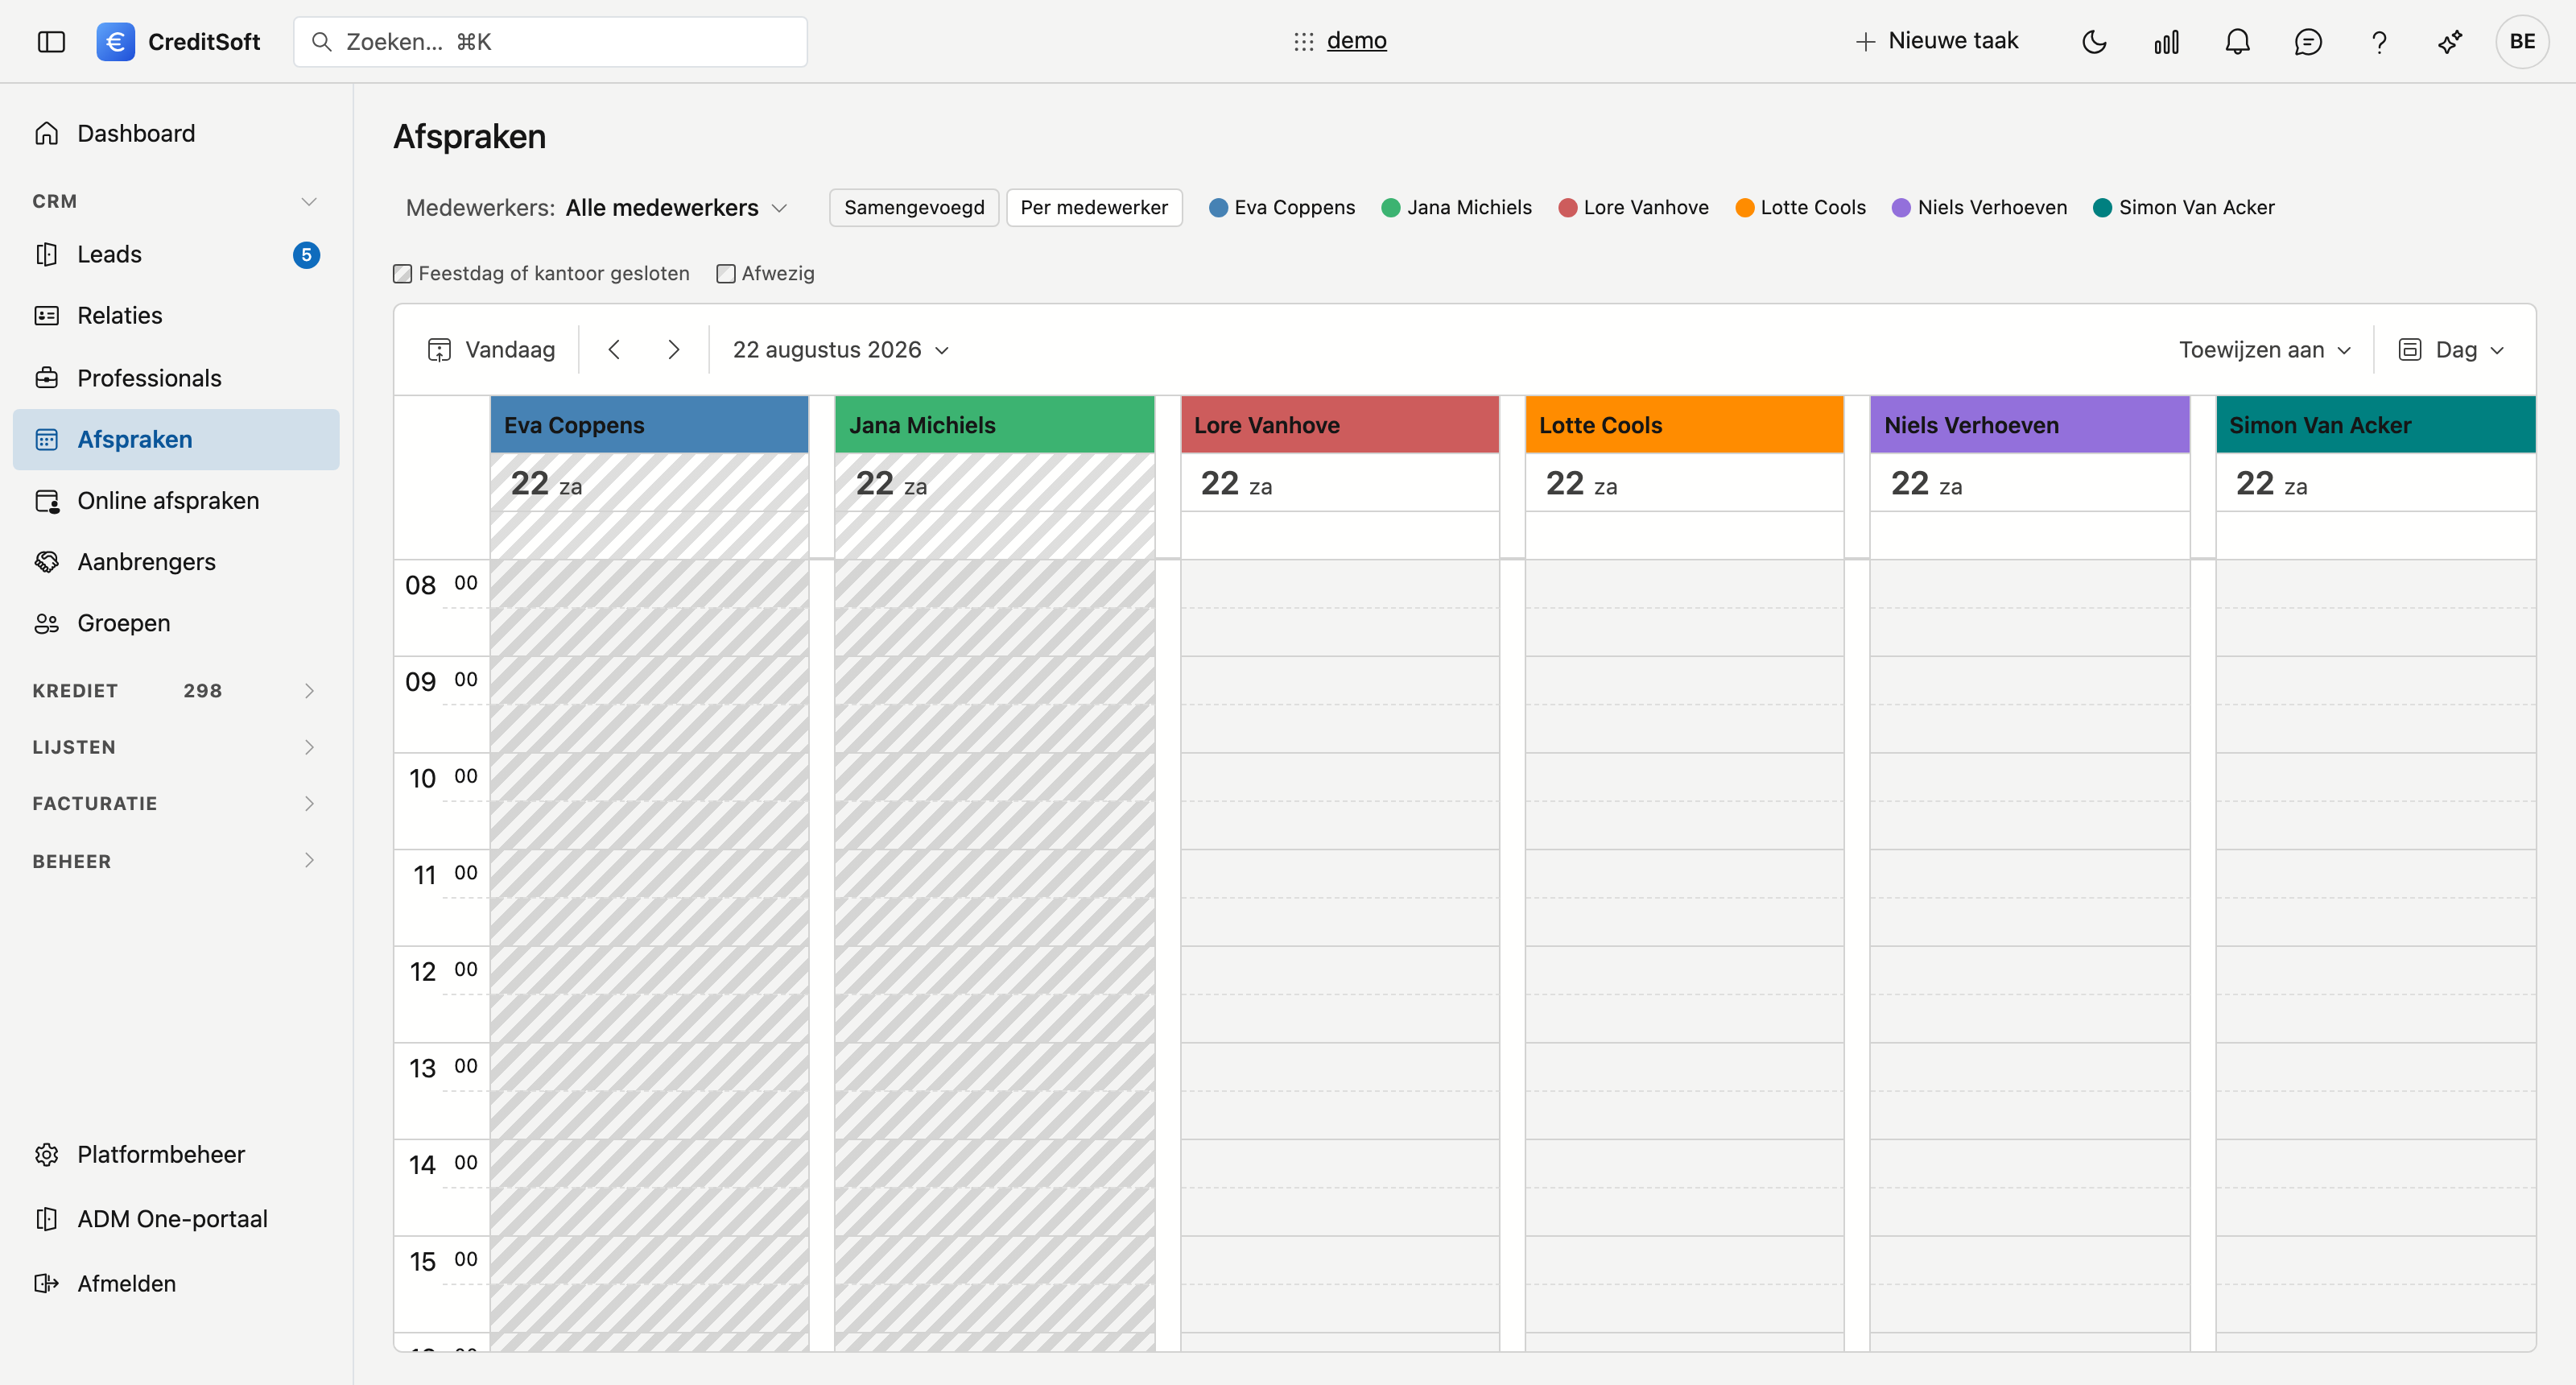 CreditSoft
Zoeken... ⌘K
demo
Nieuwe taak
BE
Dashboard
CRM
Leads 5
Relaties
Professionals
Afspraken
Online afspraken
Aanbrengers
Groepen
KREDIET 298
LIJSTEN
FACTURATIE
BEHEER
Platformbeheer
ADM One-portaal
Afmelden
Afspraken
Medewerkers: Alle medewerkers
Samengevoegd Per medewerker
Eva Coppens Jana Michiels Lore Vanhove Lotte Cools Niels Verhoeven Simon Van Acker
Feestdag of kantoor gesloten Afwezig
Vandaag 22 augustus 2026 Toewijzen aan Dag
Eva Coppens Jana Michiels Lore Vanhove Lotte Cools Niels Verhoeven Simon Van Acker
22 za 22 za 22 za 22 za 22 za 22 za
08 00
09 00
10 00
11 00
12 00
13 00
14 00
15 00